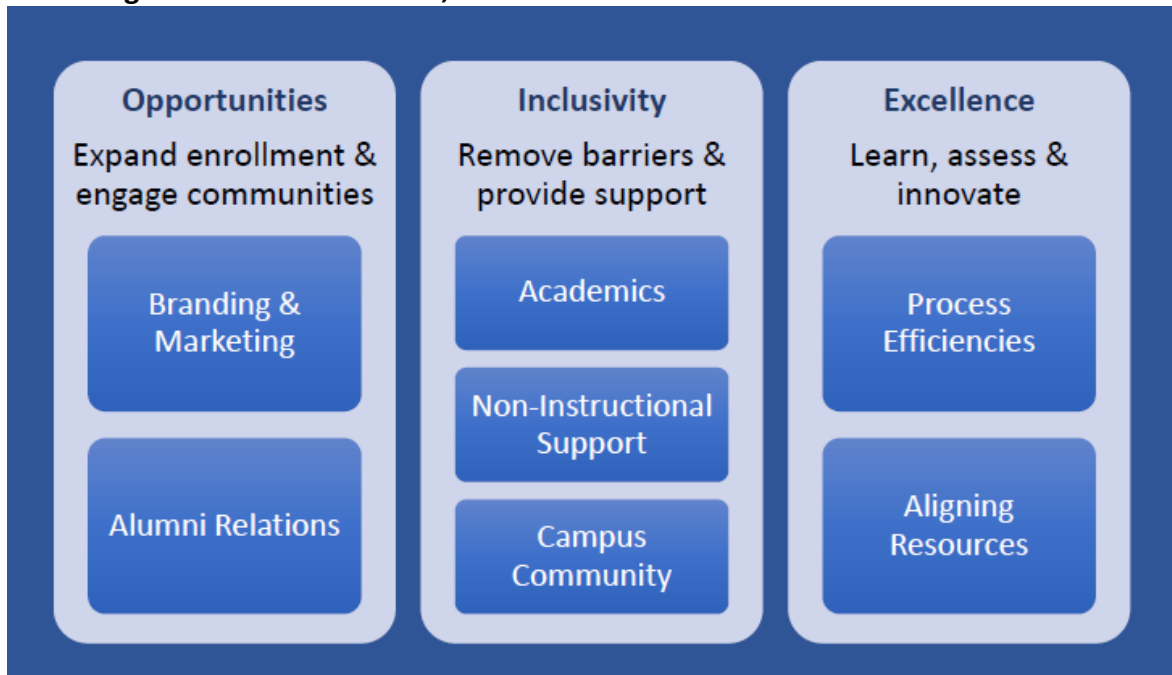 Opportunities
Expand enrollment &
engage communities
Branding &
Marketing
Alumni Relations
Inclusivity
Remove barriers &
provide support
Academics
Non-Instructional
Support
Campus
Community
Excellence
Learn, assess &
innovate
Process
Efficiencies
Aligning
Resources